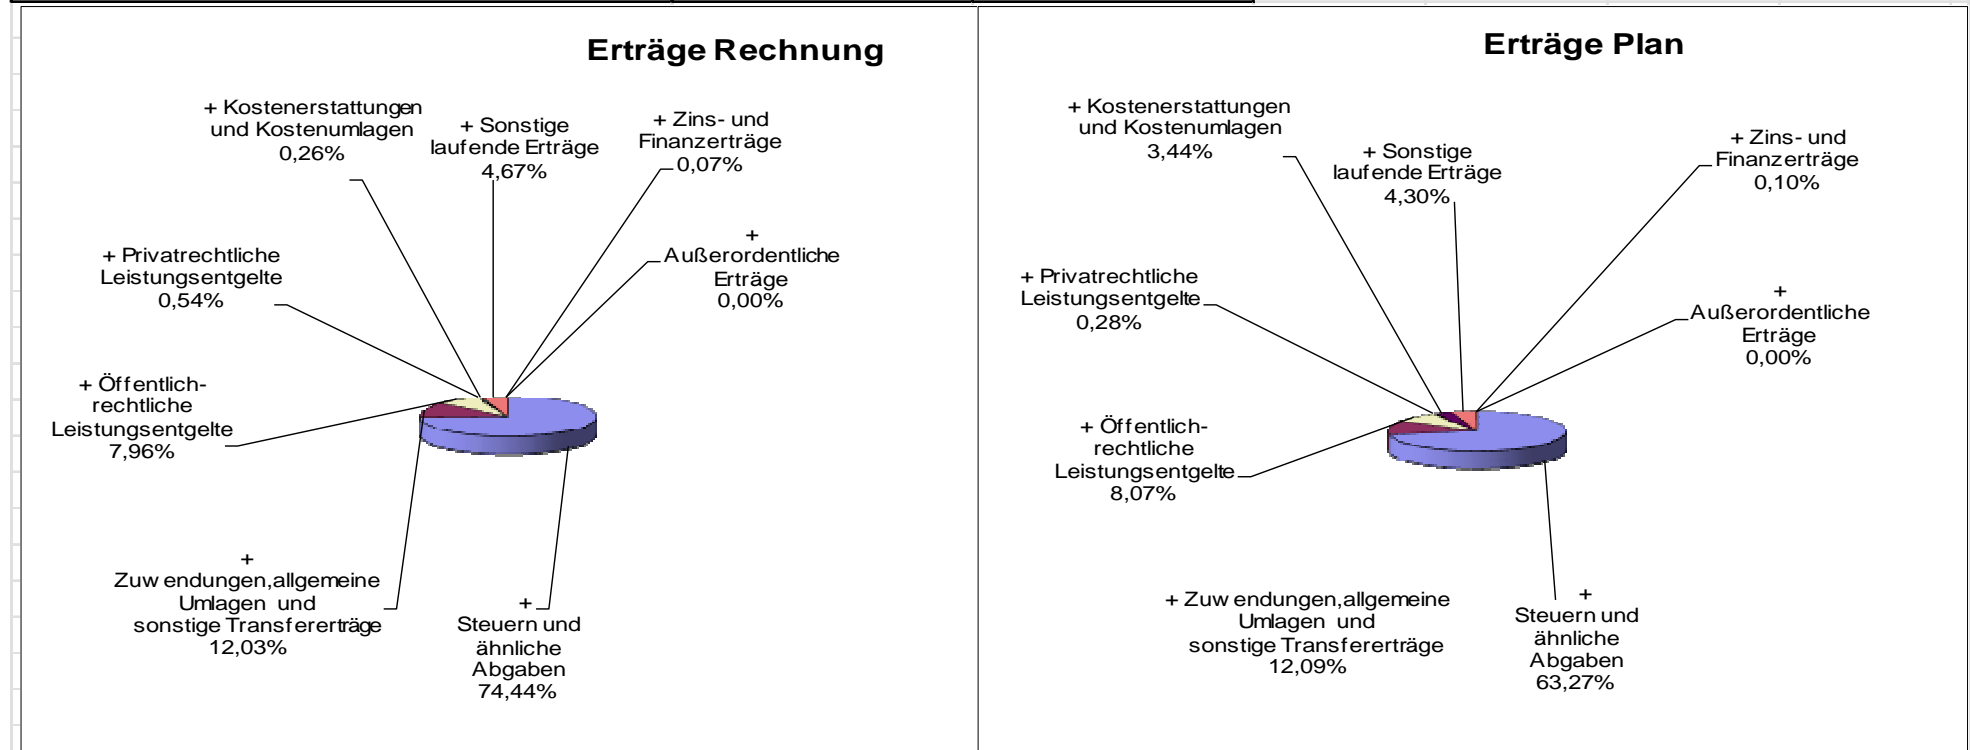 Erträge Rechnung
+ Kostenerstattungen
und Kostenumlagen
0,26%
+ Sonstige
laufende Erträge
4,67%
+ Zins- und
Finanzerträge
0,07%
+
Außerordentliche
Erträge
0,00%
+ Privatrechtliche
Leistungsentgelte
0,54%
+ Öffentlich-
rechtliche
Leistungsentgelte
7,96%
+
Zuwendungen,allgemeine
Umlagen und
sonstige Transfererträge
12,03%
+
Steuern und
ähnliche
Abgaben
74,44%
Erträge Plan
+ Kostenerstattungen
und Kostenumlagen
3,44%
+ Sonstige
laufende Erträge
4,30%
+ Zins- und
Finanzerträge
0,10%
+
Außerordentliche
Erträge
0,00%
+ Privatrechtliche
Leistungsentgelte
0,28%
+ Öffentlich-
rechtliche
Leistungsentgelte
8,07%
+ Zuwendungen,allgemeine
Umlagen und
sonstige Transfererträge
12,09%
+
Steuern und
ähnliche
Abgaben
63,27%